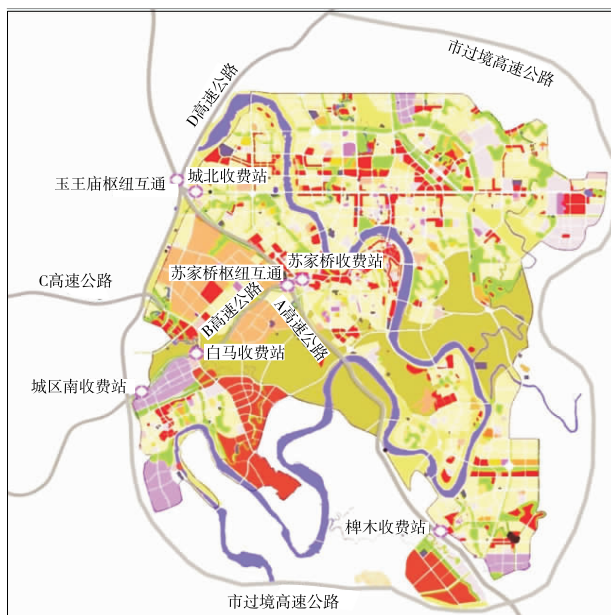 市过境高速公路
D高速公路
玉王庙枢纽互通
城北收费站
苏家桥收费站
苏家桥枢纽互通
C高速公路
B高速公路
A高速公路
白马收费站
城区南收费站
椑木收费站
市过境高速公路